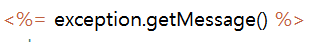 <%= exception.getMessage() %>